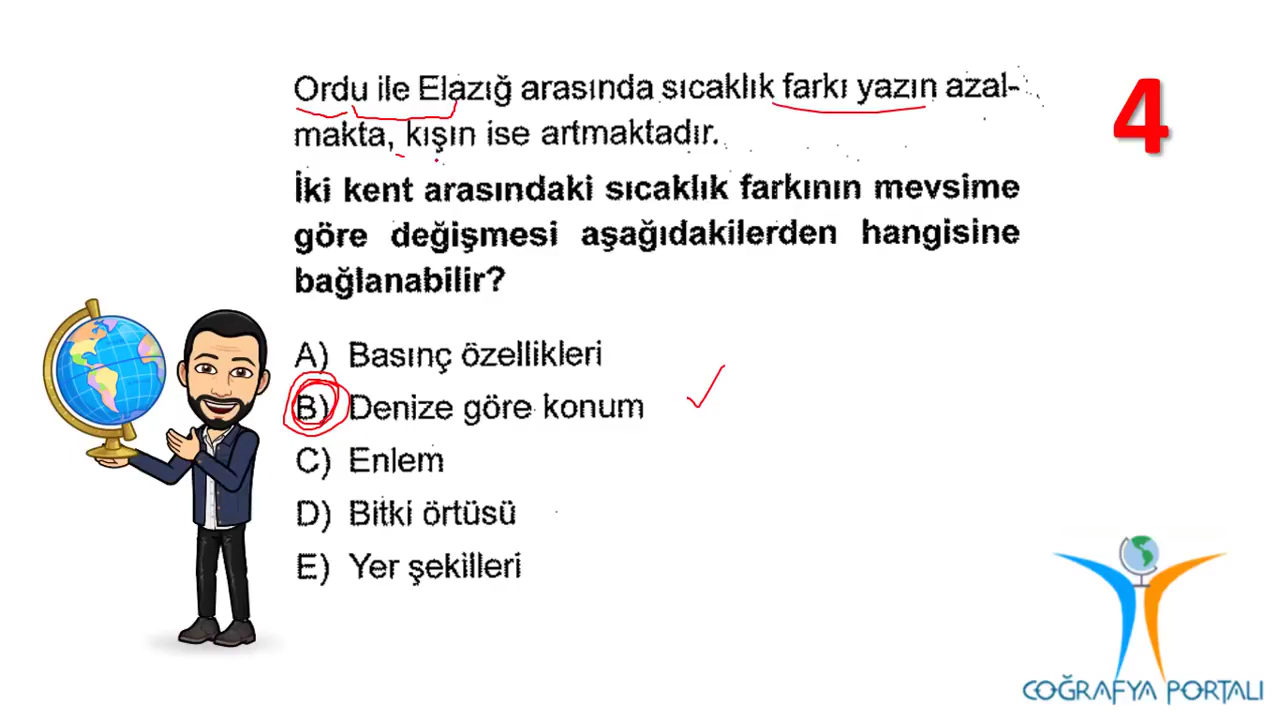 Ordu ile Elazığ arasında sıcaklık farkı yazın azal-
makta, kışın ise artmaktadır.
İki kent arasındaki sıcaklık farkının mevsime
göre değişmesi aşağıdakilerden hangisine
bağlanabilir?
A) Basınç özellikleri
B) Denize göre konum
C) Enlem
D) Bitki örtüsü
E) Yer şekilleri
4
COĞRAFYA PORTALI